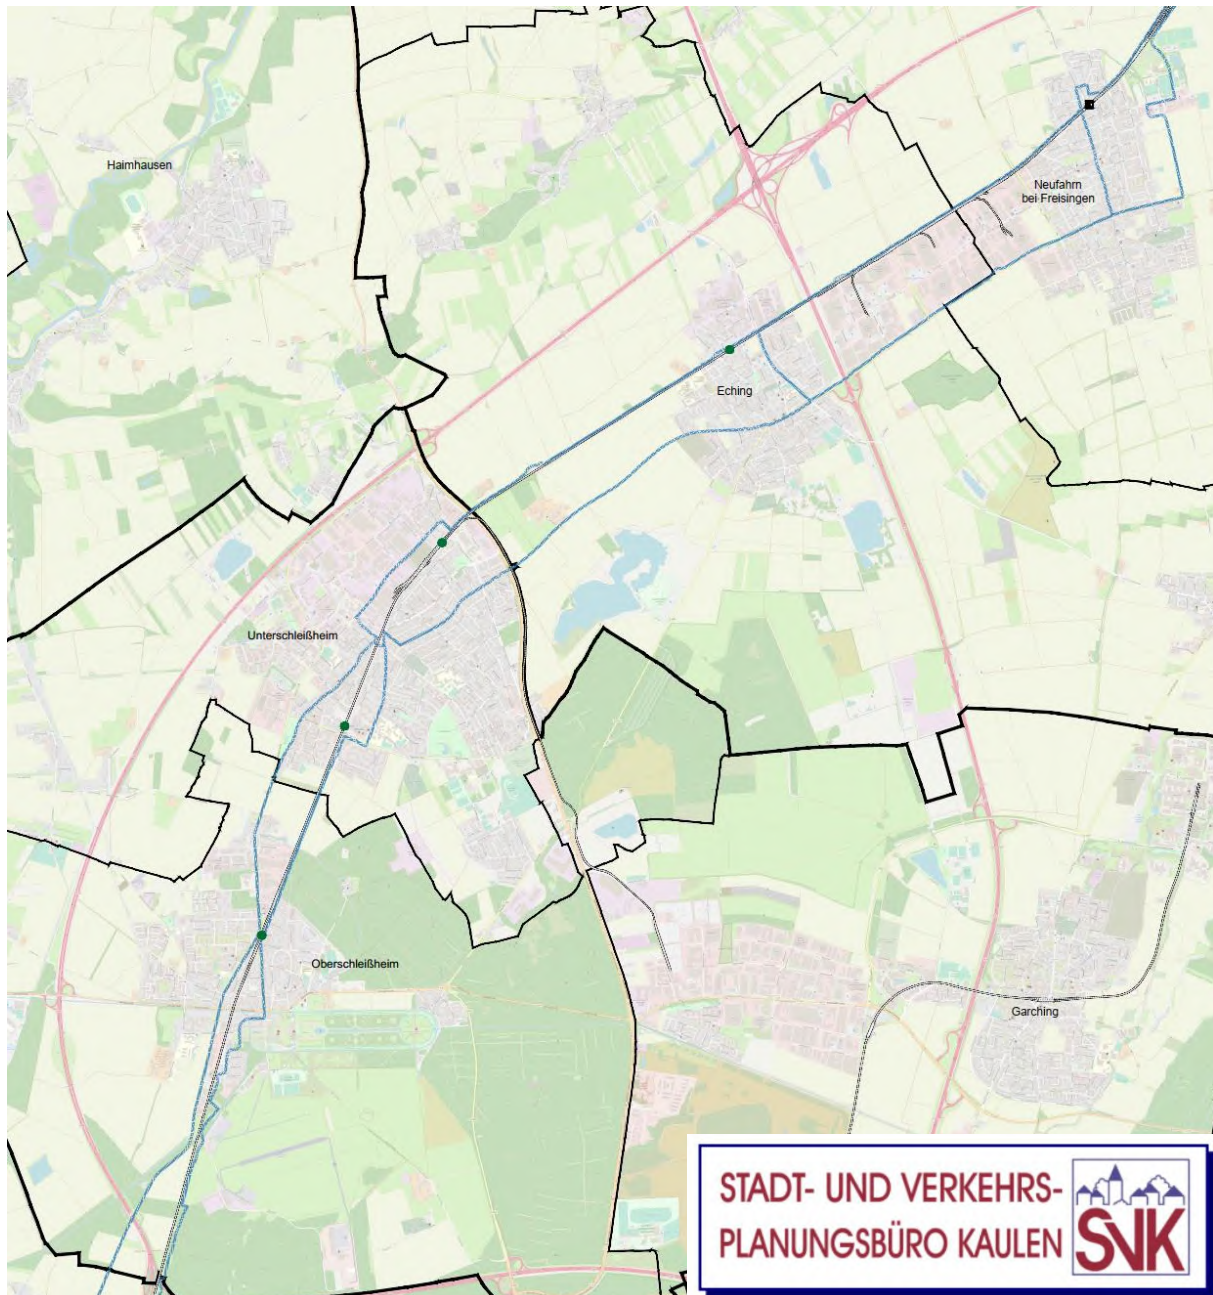 Haimhausen
Neufahrn
bei Freisingen
Eching
Unterschleißheim
Oberschleißheim
Garching
STADT- UND VERKEHRS-
PLANUNGSBÜRO KAULEN
SVK